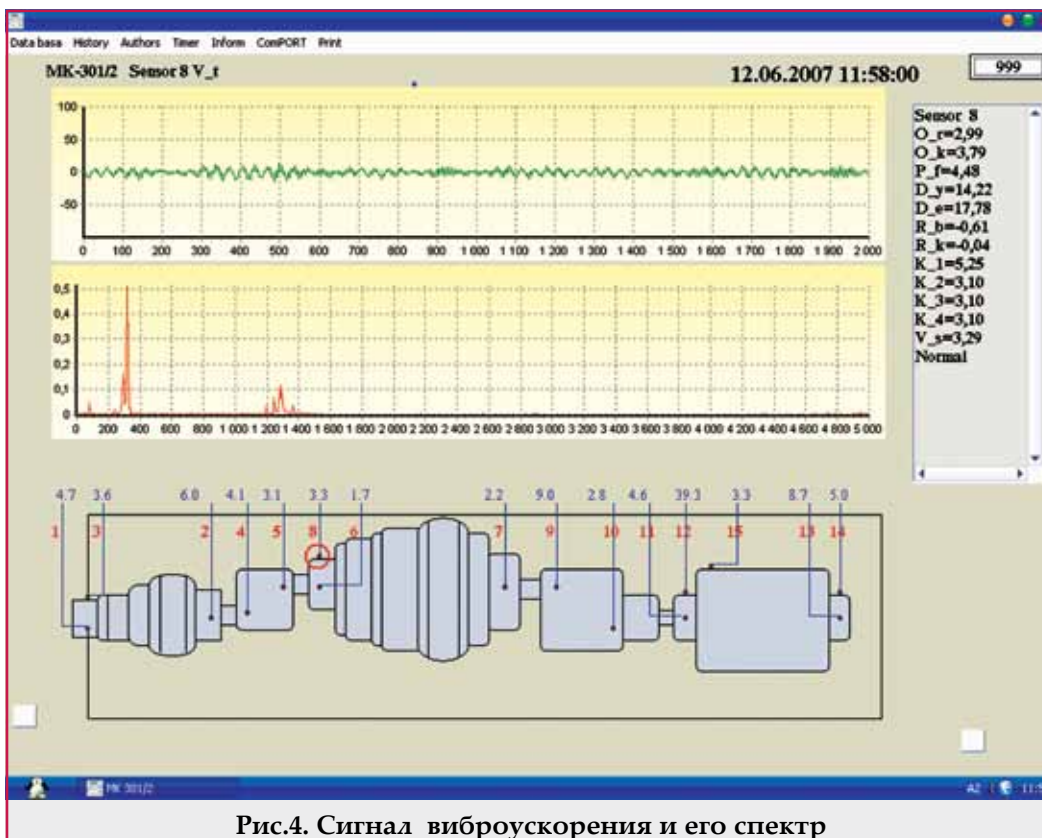 Data basa History Authors Timer Inform ComPORT Print
MK-301/2 Sensor 8 V_t
12.06.2007 11:58:00
999
100
50
0
-50
0 100 200 300 400 500 600 700 800 900 1 000 1 100 1 200 1 300 1 400 1 500 1 600 1 700 1 800 1 900 2 000
0,5
0,4
0,3
0,2
0,1
0
0 200 400 600 800 1 000 1 200 1 400 1 600 1 800 2 000 2 200 2 400 2 600 2 800 3 000 3 200 3 400 3 600 3 800 4 000 4 200 4 400 4 600 4 800 5 000
Sensor 8
O_r=2,99
O_k=3,79
P_f=4,48
D_y=14,22
D_e=17,78
R_b=-0,61
R_k=-0,04
K_1=5,25
K_2=3,10
K_3=3,10
K_4=3,10
V_s=3,29
Normal
4.7 3.6 6.0 4.1 3.1 3.3 1.7 2.2 9.0 2.8 4.6 39.3 3.3 8.7 5.0
1 3 2 4 5 8 6 7 9 10 11 12 15 13 14
MK 301/2
AZ
Рис.4. Сигнал виброускорения и его спектр